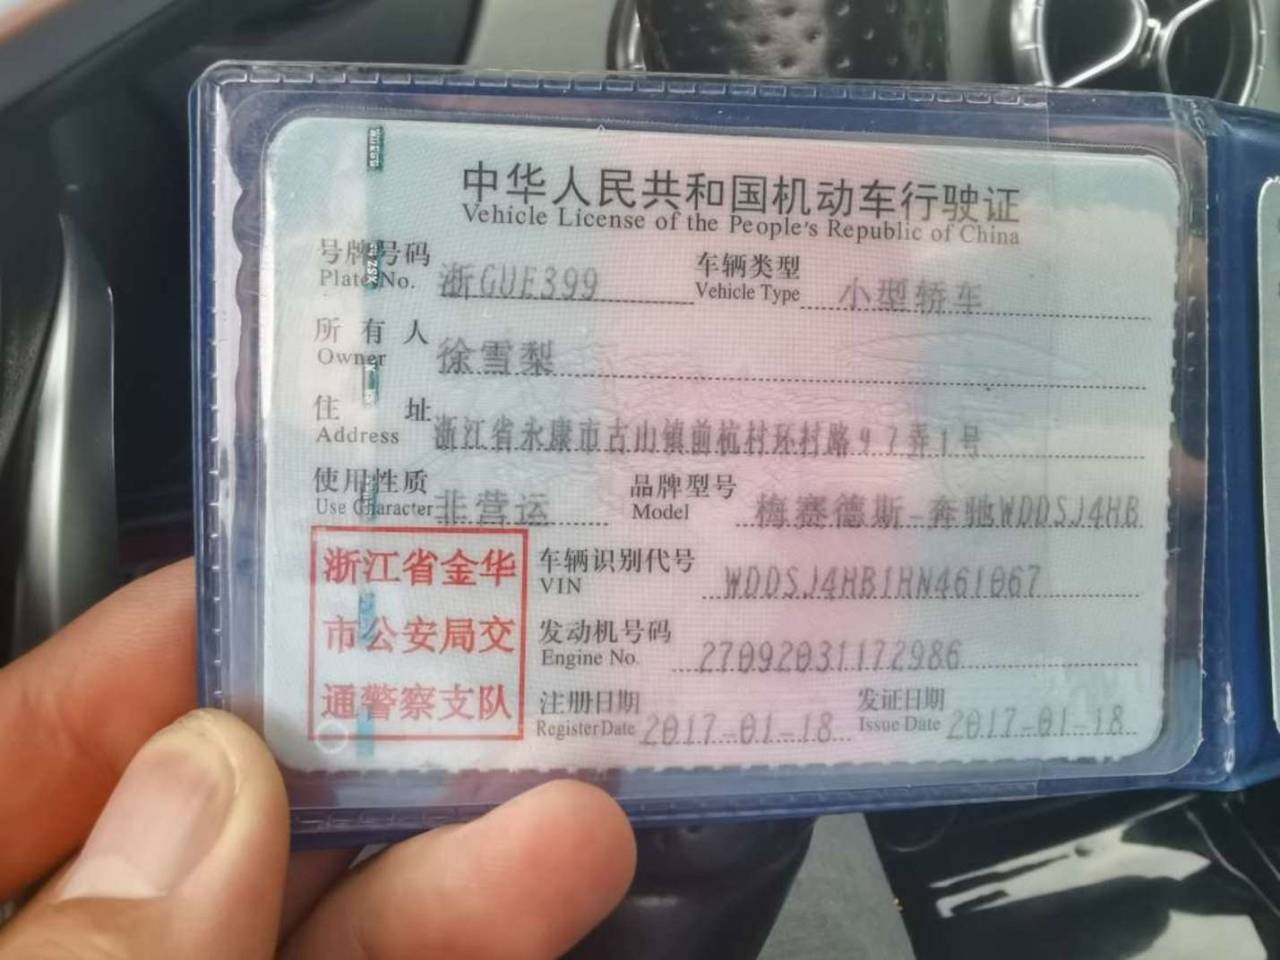 中华人民共和国机动车行驶证
Vehicle License of the People's Republic of China
号牌号码 浙GUE399 车辆类型 小型轿车
Plate No. Vehicle Type
所有人 徐雪梨
Owner
住址 浙江省永康市古山镇前杭村环村路97弄1号
Address
使用性质 非营运 品牌型号 梅赛德斯-奔驰WDDSJ4HB
Use Character Model
浙江省金华
市公安局交
通警察支队
车辆识别代号 WDDSJ4HB1HN461067
VIN
发动机号码 27092031172986
Engine No.
注册日期 2017-01-18 发证日期 2017-01-18
Register Date Issue Date